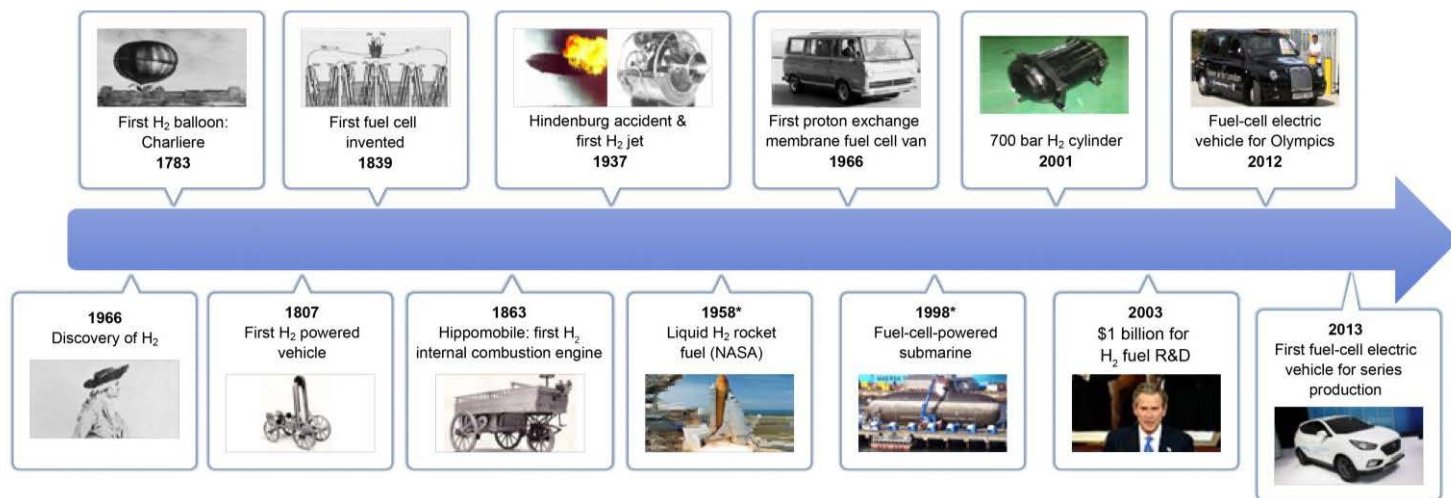 First H₂ balloon:
Charliere
1783
First fuel cell
invented
1839
Hindenburg accident &
first H₂ jet
1937
First proton exchange
membrane fuel cell van
1966
700 bar H₂ cylinder
2001
Fuel-cell electric
vehicle for Olympics
2012
1966
Discovery of H₂
1807
First H₂ powered
vehicle
1863
Hippomobile: first H₂
internal combustion engine
1958*
Liquid H₂ rocket
fuel (NASA)
1998*
Fuel-cell-powered
submarine
2003
$1 billion for
H₂ fuel R&D
2013
First fuel-cell electric
vehicle for series
production